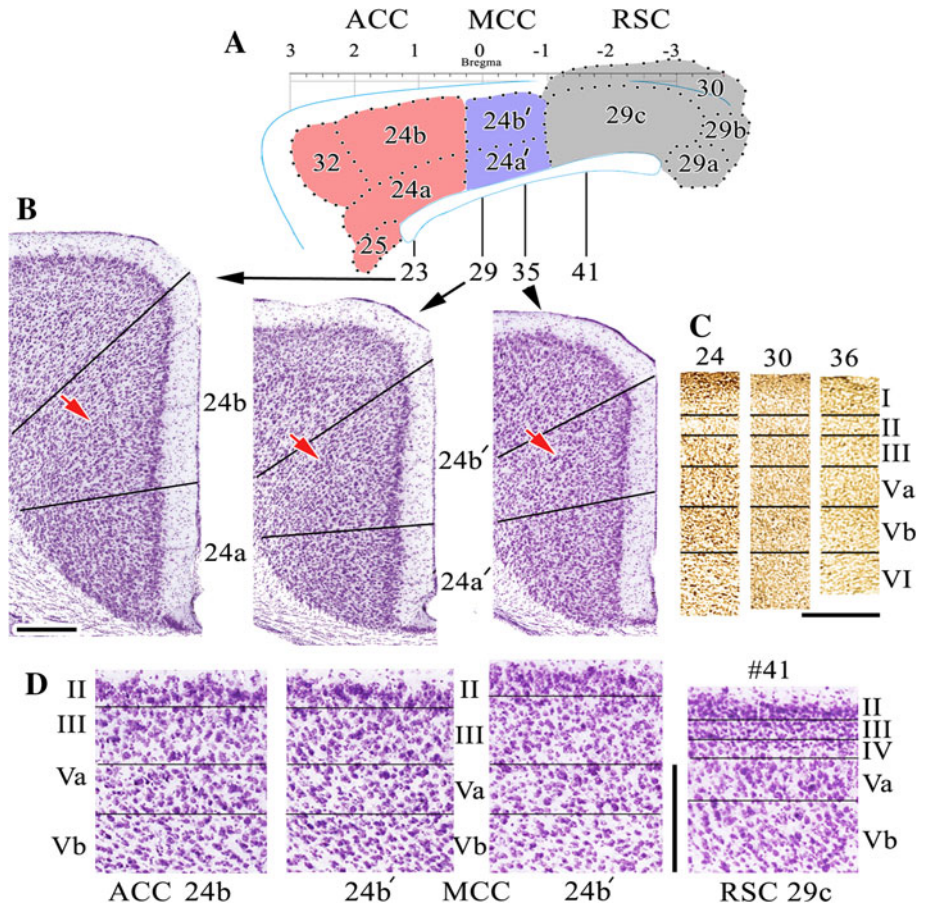 ACC MCC RSC
A
3 2 1 0 -1 -2 -3
Bregma
30
24b 24b′ 29c 29b
32 24a 24a′ 29a
25
B
23 29 35 41
C
24 30 36
24b
24b′
24a
24a′
I
II
III
Va
Vb
VI
D
#41
II II II
III III III
IV
Va Va Va
Vb Vb Vb
ACC 24b 24b′ MCC 24b′ RSC 29c